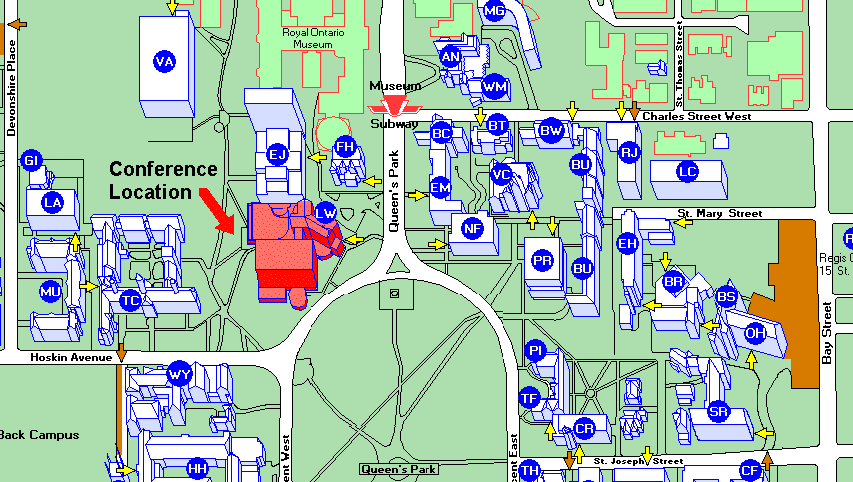 MG
Royal Ontario
Museum
AN
VA
WM
Museum
Subway
Devonshire Place
St. Thomas Street
Charles Street West
BC
BT
BW
FH
EJ
BU
RJ
GI
Conference
Location
LC
VC
EM
LA
LW
Queen's Park
St. Mary Street
NF
EH
PR
BU
MU
TC
BR
BS
Regis C
15 St.
OH
Bay Street
Hoskin Avenue
PI
WY
TF
SR
CR
Back Campus
HH
ent West
Queen's Park
cent East
TH
St. Joseph Street
CF